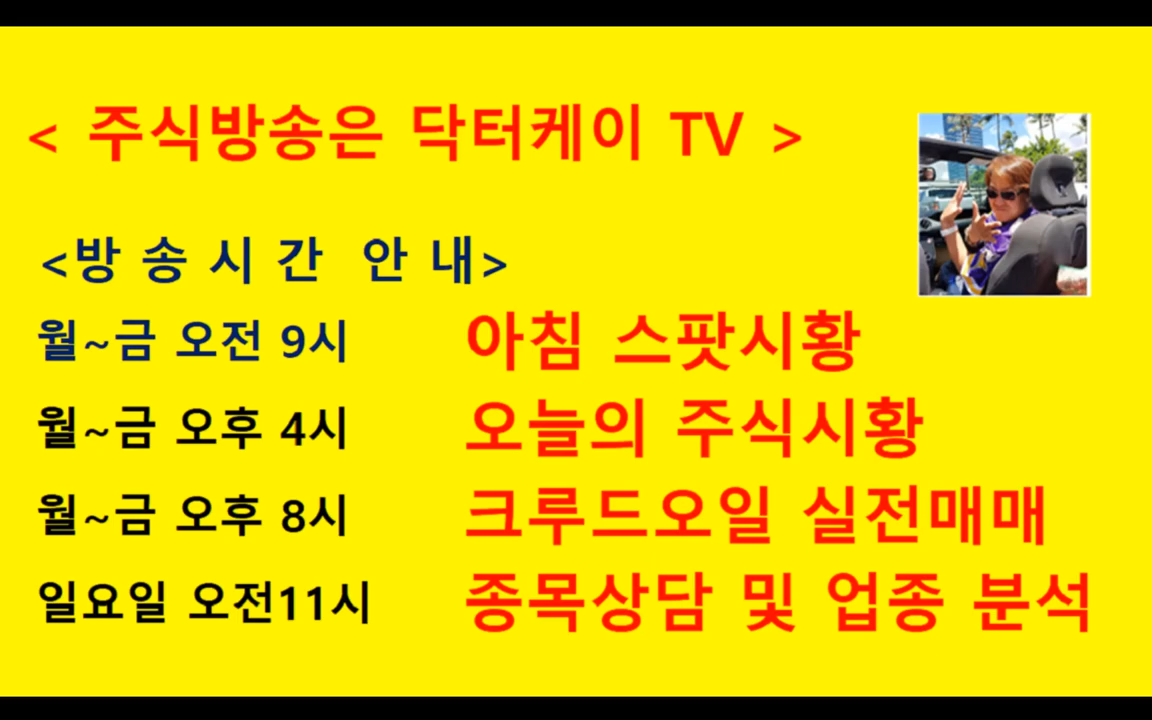 < 주식방송은 닥터케이 TV >
<방 송 시 간 안 내>
월~금 오전 9시 아침 스팟시황
월~금 오후 4시 오늘의 주식시황
월~금 오후 8시 크루드오일 실전매매
일요일 오전11시 종목상담 및 업종 분석